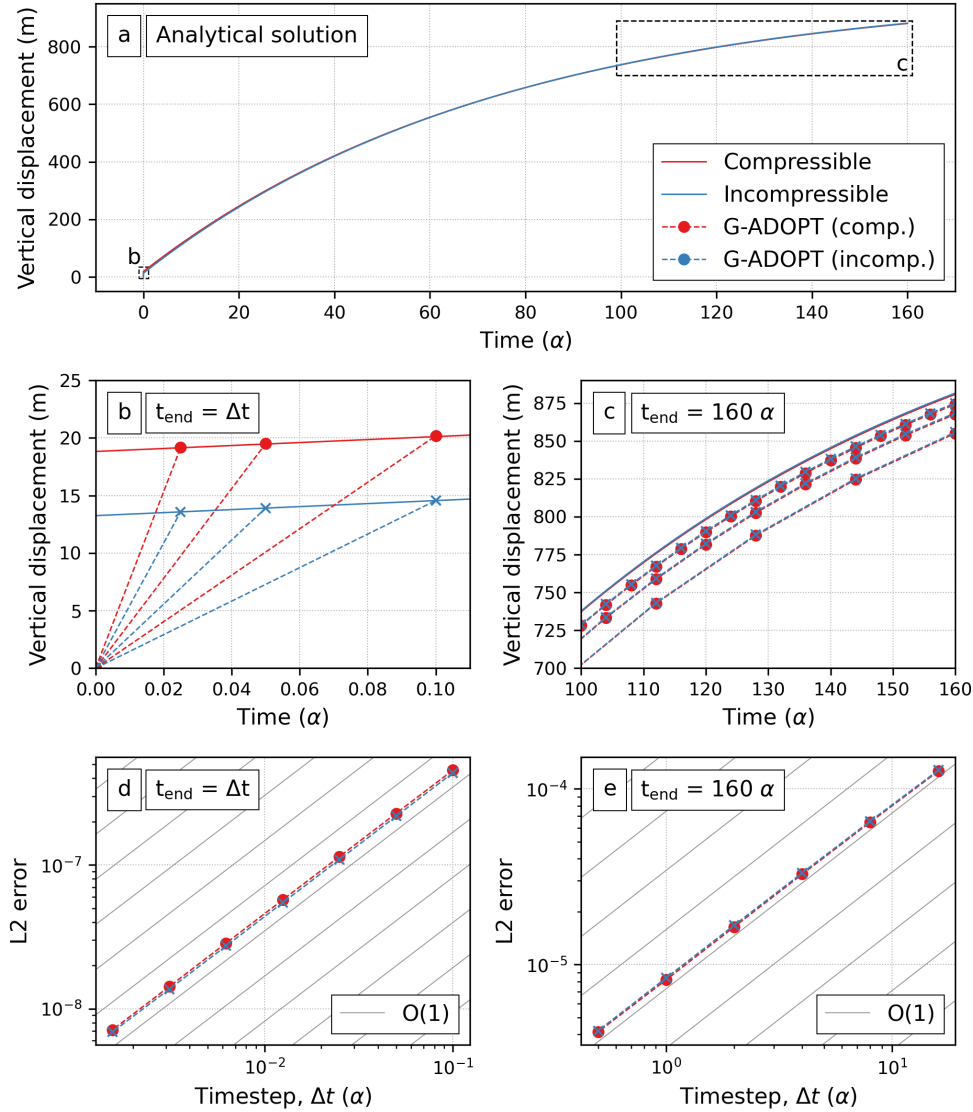 a
Analytical solution
Vertical displacement (m)
800
600
400
200
0
b
c
Compressible
Incompressible
G-ADOPT (comp.)
G-ADOPT (incomp.)
0 20 40 60 80 100 120 140 160
Time (α)
b
t_end = Δt
Vertical displacement (m)
25
20
15
10
5
0
0.00 0.02 0.04 0.06 0.08 0.10
Time (α)
c
t_end = 160 α
Vertical displacement (m)
875
850
825
800
775
750
725
700
100 110 120 130 140 150 160
Time (α)
d
t_end = Δt
L2 error
10⁻⁷
10⁻⁸
O(1)
10⁻² 10⁻¹
Timestep, Δt (α)
e
t_end = 160 α
L2 error
10⁻⁴
10⁻⁵
O(1)
10⁰ 10¹
Timestep, Δt (α)